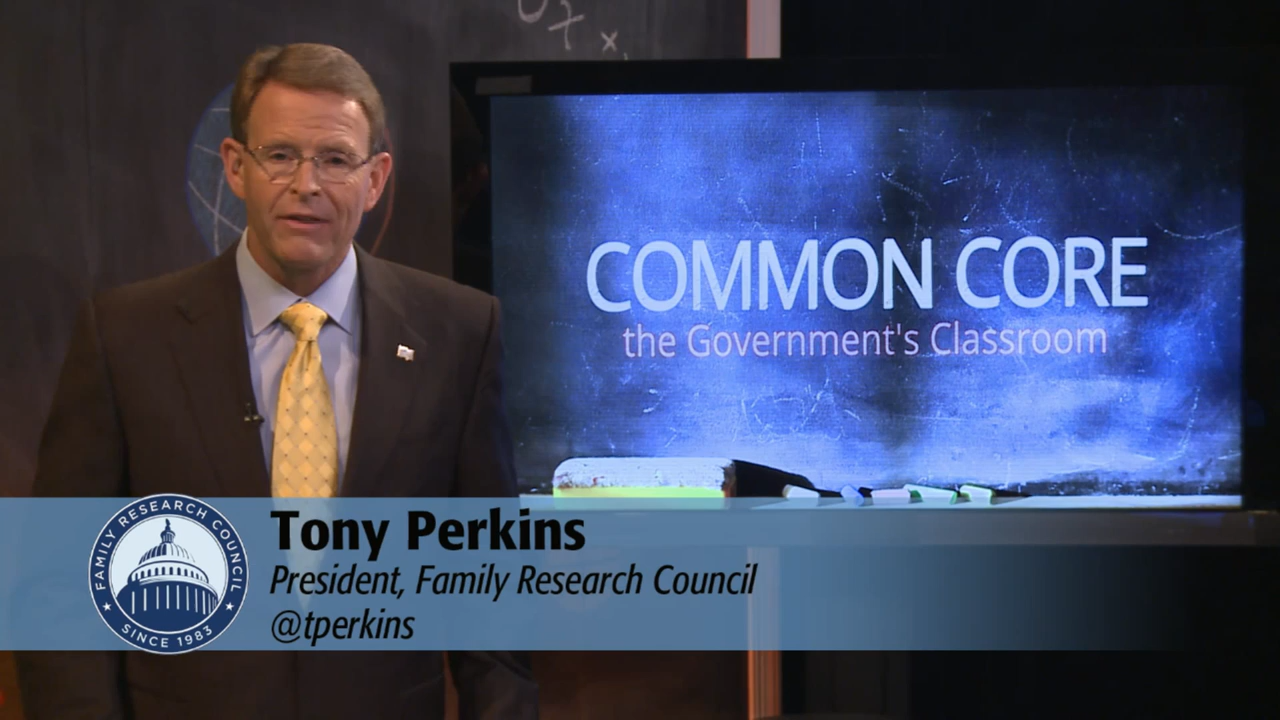 COMMON CORE
the Government's Classroom
FAMILY RESEARCH COUNCIL
SINCE 1983
Tony Perkins
President, Family Research Council
@tperkins